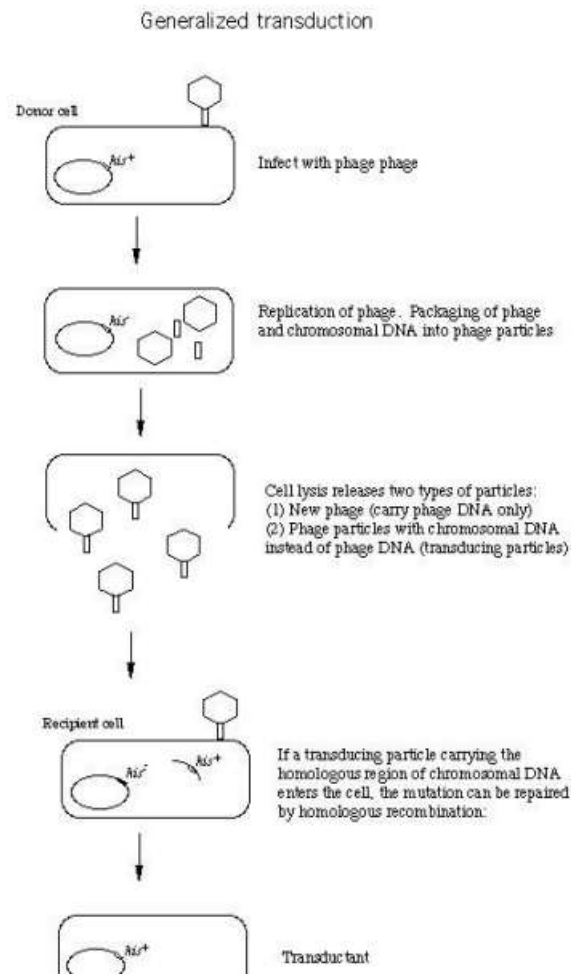 Generalized transduction
Donor cell
his+
Infect with phage phage
his-
Replication of phage. Packaging of phage
and chromosomal DNA into phage particles
Cell lysis releases two types of particles:
(1) New phage (carry phage DNA only)
(2) Phage particles with chromosomal DNA
instead of phage DNA (transducing particles)
Recipient cell
his-
his+
If a transducing particle carrying the
homologous region of chromosomal DNA
enters the cell, the mutation can be repaired
by homologous recombination:
his+
Transductant